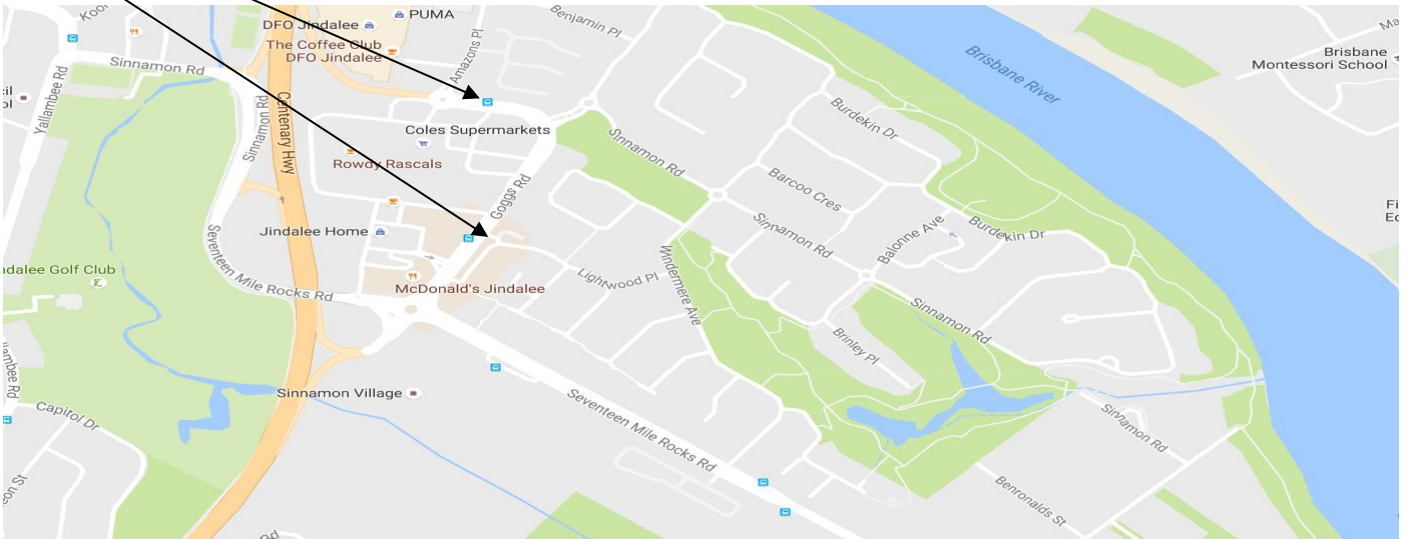 PUMA
Benjamin Pl
DFO Jindalee
The Coffee Club
DFO Jindalee
Amazons Pl
Sinnamon Rd
Yallambee Rd
Sinnamon Rd
Centenary Hwy
Coles Supermarkets
Rowdy Rascals
Goggs Rd
Sinnamon Rd
Burdekin Dr
Brisbane River
Brisbane
Montessori School
Barcoo Cres
Sinnamon Rd
Balonne Ave
Burdekin Dr
Jindalee Home
Seventeen Mile Rocks Rd
McDonald's Jindalee
Lightwood Pl
Windermere Ave
Sinnamon Rd
Brinley Pl
Sinnamon Village
Seventeen Mile Rocks Rd
Capitol Dr
Sinnamon Rd
Benronalds St
Golf Club
Rd